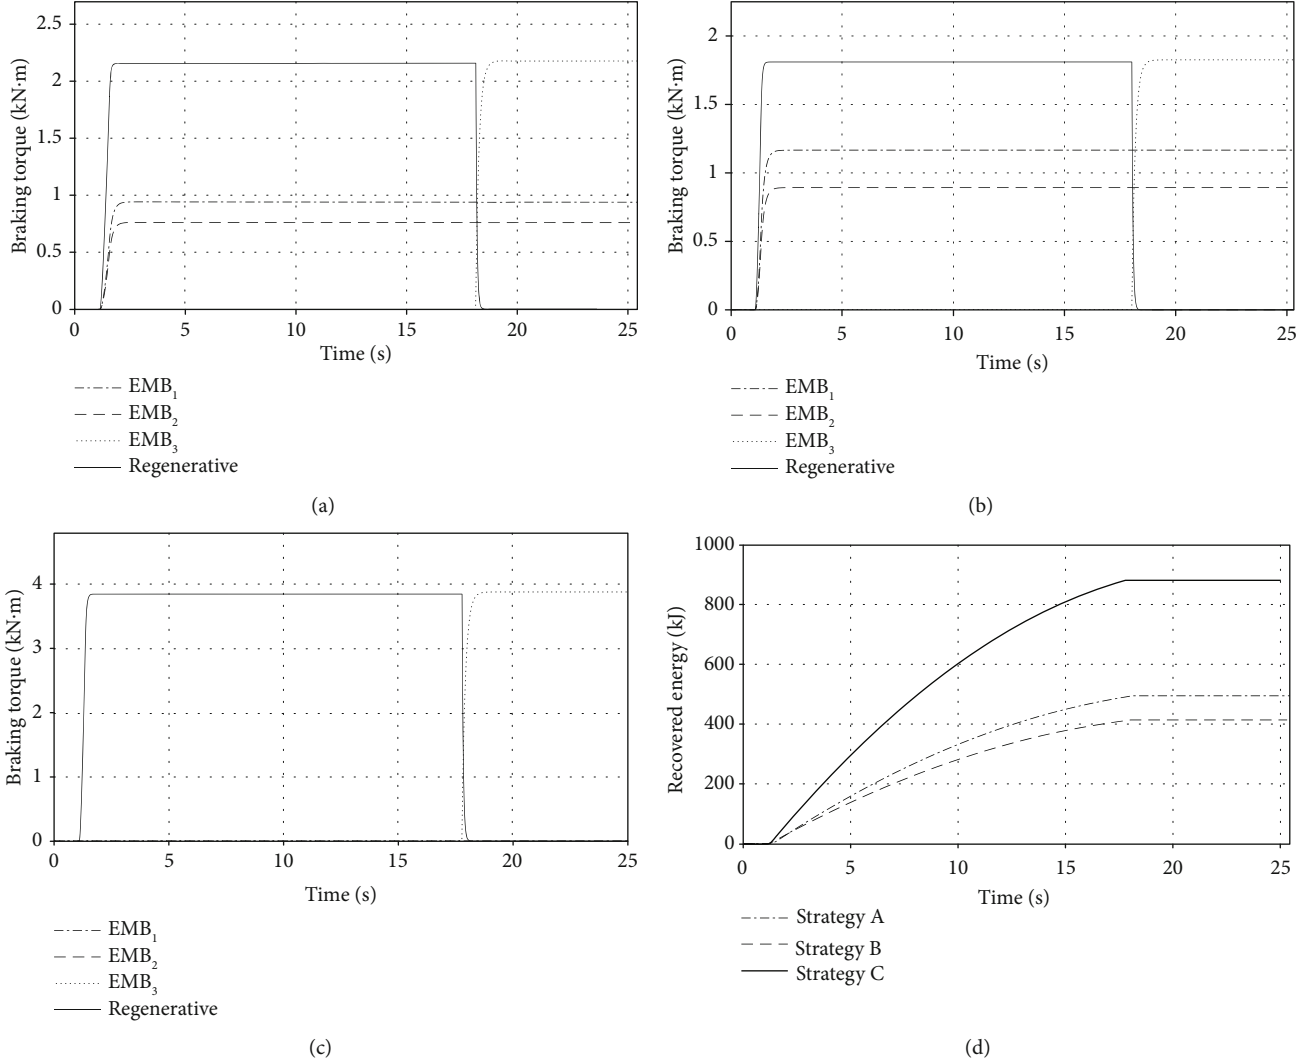 2.5
2
1.5
1
0.5
0
Braking torque (kN·m)
0 5 10 15 20 25
Time (s)
EMB1
EMB2
EMB3
Regenerative
(a)
2
1.5
1
0.5
0
Braking torque (kN·m)
0 5 10 15 20 25
Time (s)
EMB1
EMB2
EMB3
Regenerative
(b)
4
3
2
1
0
Braking torque (kN·m)
0 5 10 15 20 25
Time (s)
EMB1
EMB2
EMB3
Regenerative
(c)
1000
800
600
400
200
0
Recovered energy (kJ)
0 5 10 15 20 25
Time (s)
Strategy A
Strategy B
Strategy C
(d)